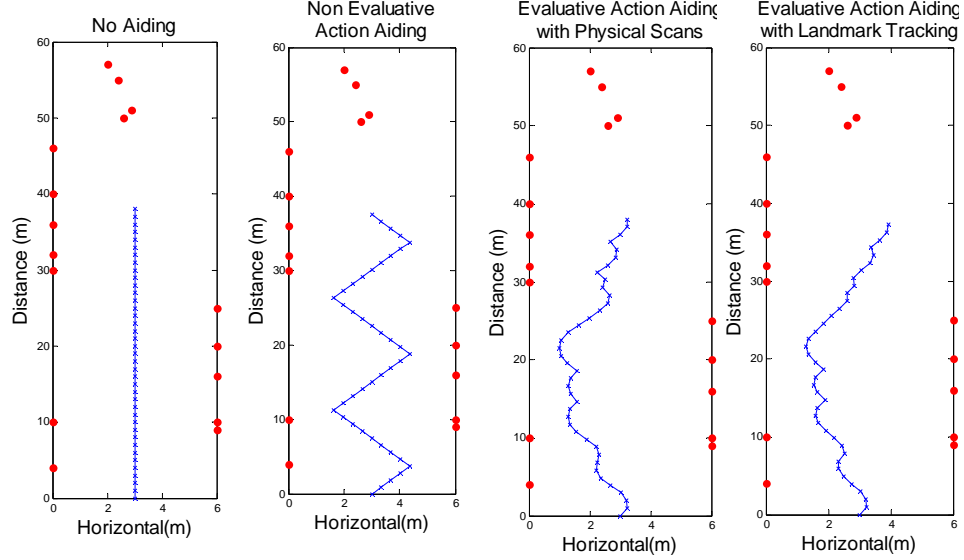 No Aiding
60
50
40
30
20
10
0
0
2
4
6
Distance (m)
Horizontal(m)
Non Evaluative
Action Aiding
60
50
40
30
20
10
0
0
2
4
6
Distance (m)
Horizontal(m)
Evaluative Action Aiding
with Physical Scans
60
50
40
30
20
10
0
0
2
4
6
Distance (m)
Horizontal(m)
Evaluative Action Aiding
with Landmark Tracking
60
50
40
30
20
10
0
0
2
4
6
Distance (m)
Horizontal(m)